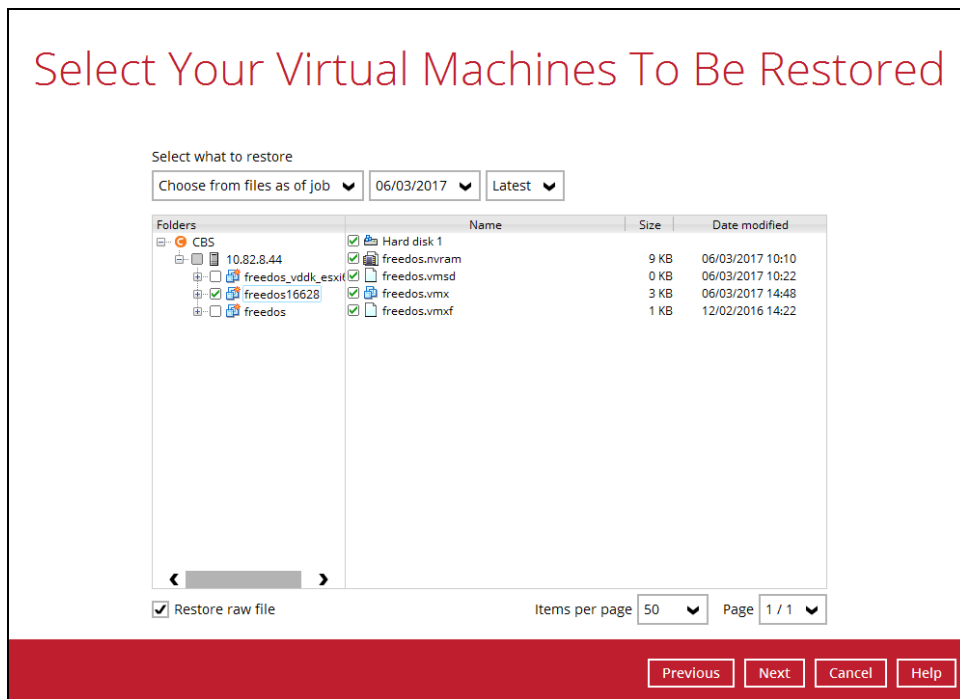 Select Your Virtual Machines To Be Restored
Select what to restore
Choose from files as of job 06/03/2017 Latest
Folders Name Size Date modified
CBS Hard disk 1
10.82.8.44 freedos.nvram 9 KB 06/03/2017 10:10
freedos_vddk_esxi6 freedos.vmsd 0 KB 06/03/2017 10:22
freedos16628 freedos.vmx 3 KB 06/03/2017 14:48
freedos freedos.vmxf 1 KB 12/02/2016 14:22
Restore raw file Items per page 50 Page 1 / 1
Previous Next Cancel Help